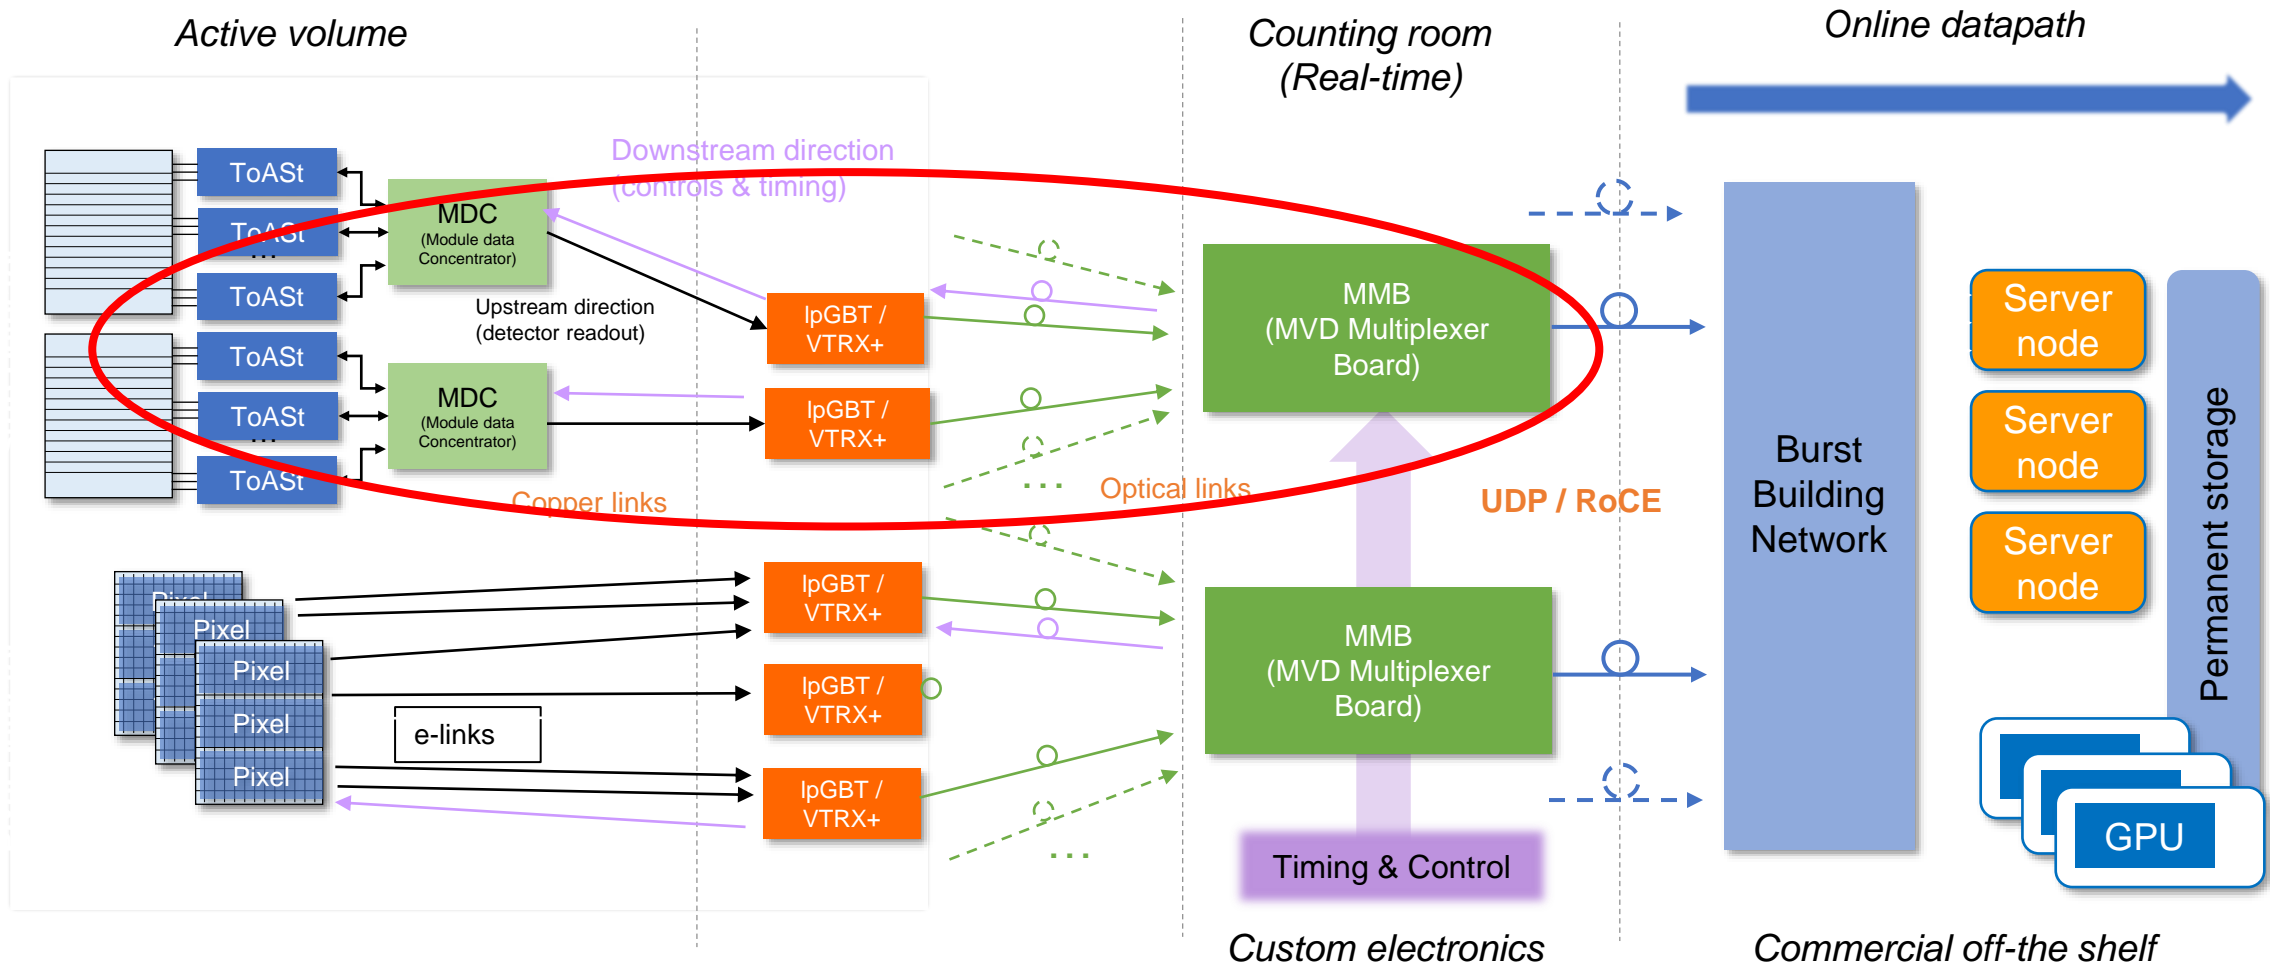 Active volume
Counting room
(Real-time)
Online datapath
Downstream direction
(controls & timing)
ToASt
ToASt
...
ToASt
MDC
(Module data
Concentrator)
Upstream direction
(detector readout)
ToASt
ToASt
...
ToASt
MDC
(Module data
Concentrator)
lpGBT /
VTRX+
lpGBT /
VTRX+
Copper links
Optical links
...
MMB
(MVD Multiplexer
Board)
UDP / RoCE
Burst
Building
Network
Server
node
Server
node
Server
node
Permanent storage
Pixel
Pixel
Pixel
Pixel
Pixel
e-links
lpGBT /
VTRX+
lpGBT /
VTRX+
lpGBT /
VTRX+
...
MMB
(MVD Multiplexer
Board)
Timing & Control
GPU
Custom electronics
Commercial off-the shelf